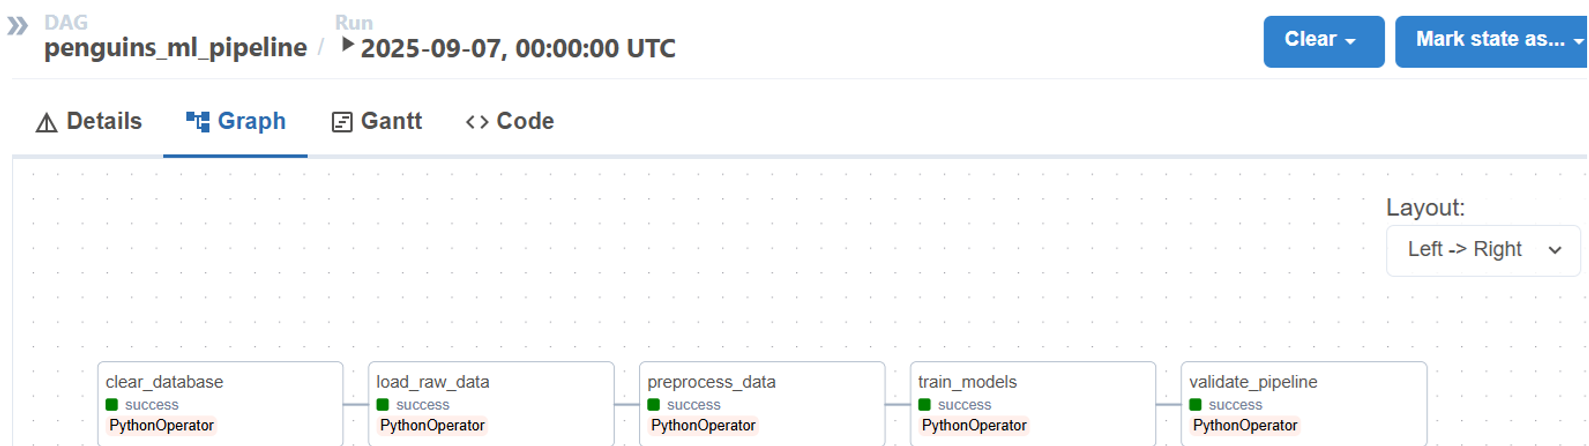 DAG
Run
penguins_ml_pipeline / 2025-09-07, 00:00:00 UTC
Clear
Mark state as...
Details
Graph
Gantt
Code
Layout:
Left -> Right
clear_database
success
PythonOperator
load_raw_data
success
PythonOperator
preprocess_data
success
PythonOperator
train_models
success
PythonOperator
validate_pipeline
success
PythonOperator